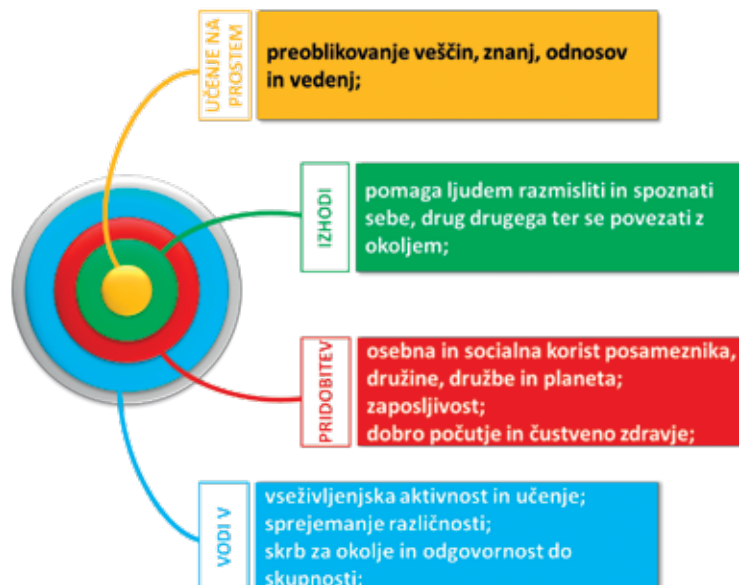 UČENJE NA
PROSTEM
preoblikovanje veščin, znanj, odnosov
in vedenj;
IZHODI
pomaga ljudem razmisliti in spoznati
sebe, drug drugega ter se povezati z
okoljem;
PRIDOBITEV
osebna in socialna korist posameznika,
družine, družbe in planeta;
zaposljivost;
dobro počutje in čustveno zdravje;
VODI V
vseživljenjska aktivnost in učenje;
sprejemanje različnosti;
skrb za okolje in odgovornost do
skupnosti;